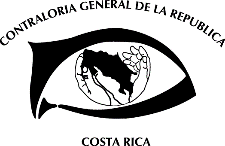 CONTRALORIA GENERAL DE LA REPUBLICA
COSTA RICA